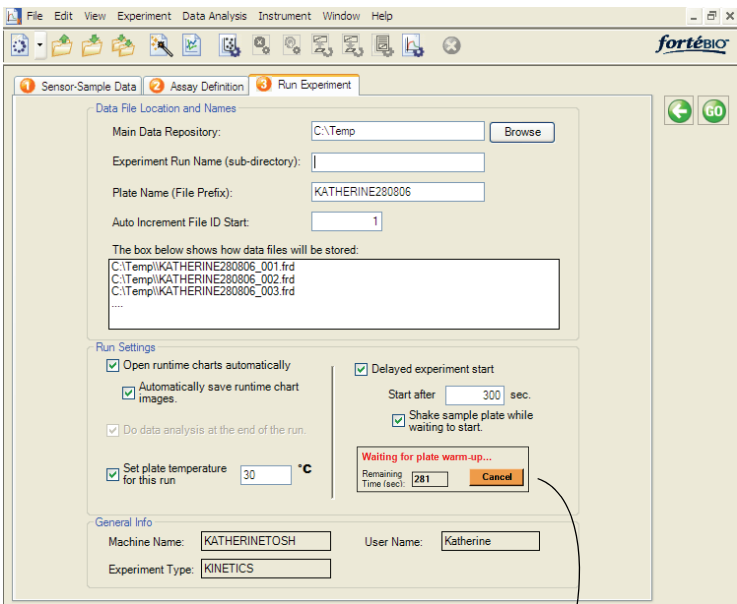 File Edit View Experiment Data Analysis Instrument Window Help
fortéBIO
1 Sensor-Sample Data 2 Assay Definition 3 Run Experiment
GO
Data File Location and Names
Main Data Repository: C:\Temp Browse
Experiment Run Name (sub-directory):
Plate Name (File Prefix): KATHERINE280806
Auto Increment File ID Start: 1
The box below shows how data files will be stored:
C:\Temp\\KATHERINE280806_001.frd
C:\Temp\\KATHERINE280806_002.frd
C:\Temp\\KATHERINE280806_003.frd
....
Run Settings
Open runtime charts automatically
Automatically save runtime chart
images.
Do data analysis at the end of the run.
Set plate temperature
for this run
30 °C
Delayed experiment start
Start after 300 sec.
Shake sample plate while
waiting to start.
Waiting for plate warm-up...
Remaining
Time (sec):
281 Cancel
General Info
Machine Name: KATHERINETOSH User Name: Katherine
Experiment Type: KINETICS